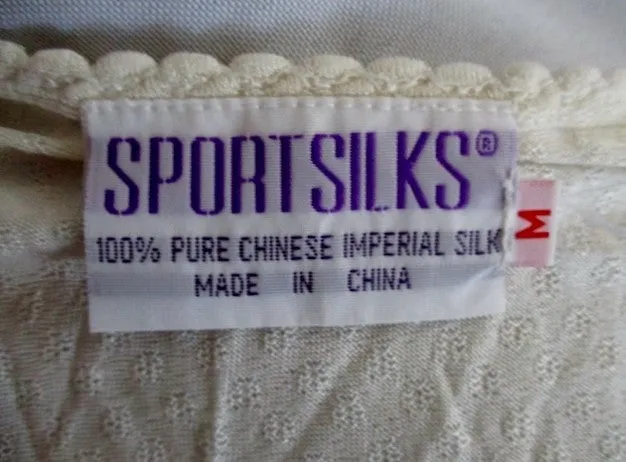 SPORTSILKS®
100% PURE CHINESE IMPERIAL SILK
MADE IN CHINA
M